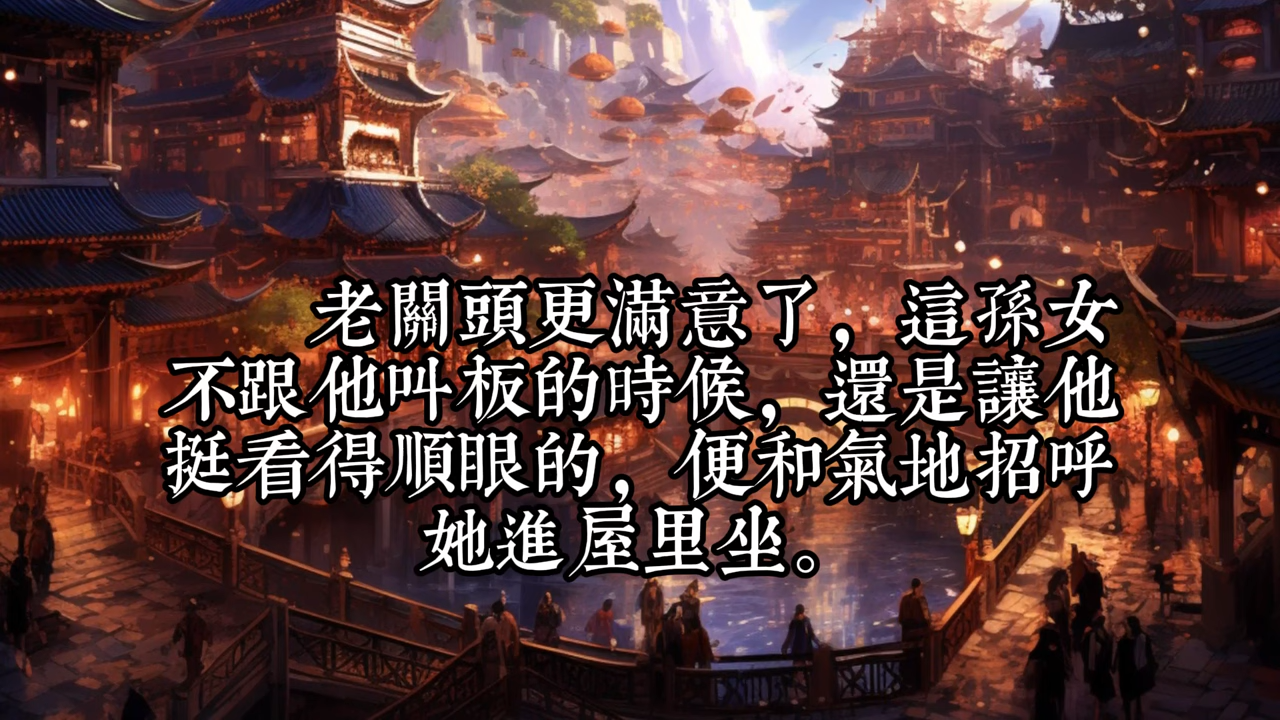 老關頭更滿意了，這孫女
不跟他叫板的時候，還是讓他
挺看得順眼的，便和氣地招呼
她進屋里坐。